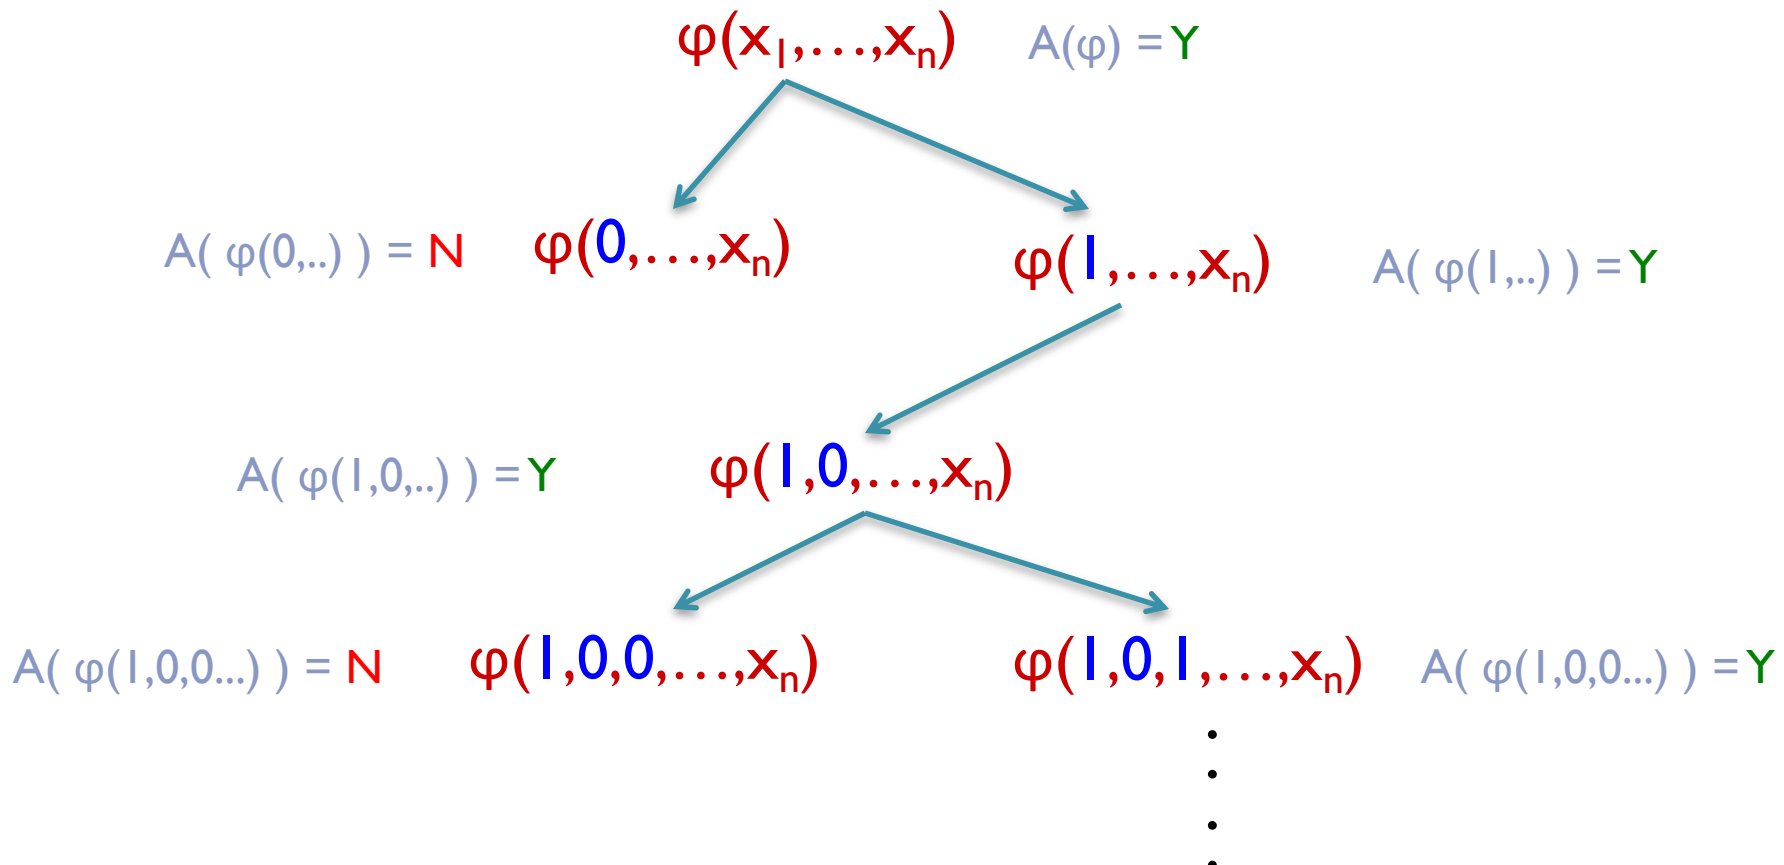 φ(x₁,...,xₙ) A(φ) = Y
A( φ(0,..) ) = N φ(0,...,xₙ) φ(1,...,xₙ) A( φ(1,..) ) = Y
A( φ(1,0,..) ) = Y φ(1,0,...,xₙ)
A( φ(1,0,0...) ) = N φ(1,0,0,...,xₙ) φ(1,0,1,...,xₙ) A( φ(1,0,0...) ) = Y